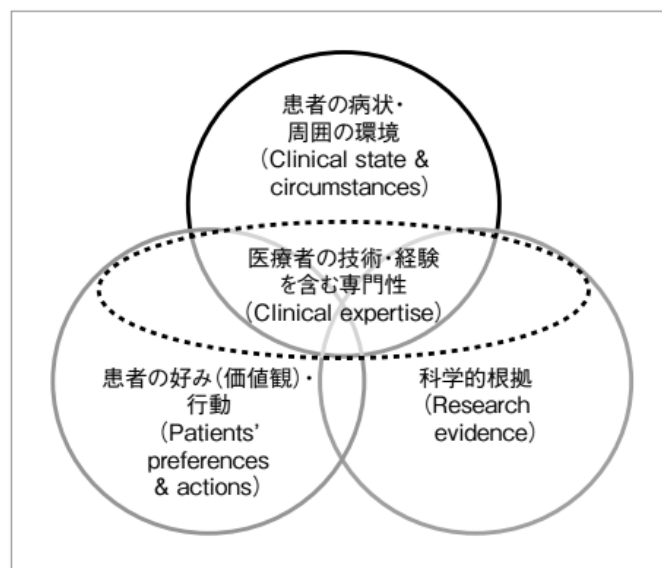 患者の病状・
周囲の環境
（Clinical state &
circumstances）
医療者の技術・経験
を含む専門性
（Clinical expertise）
患者の好み（価値観）・
行動
（Patients’
preferences
& actions）
科学的根拠
（Research
evidence）